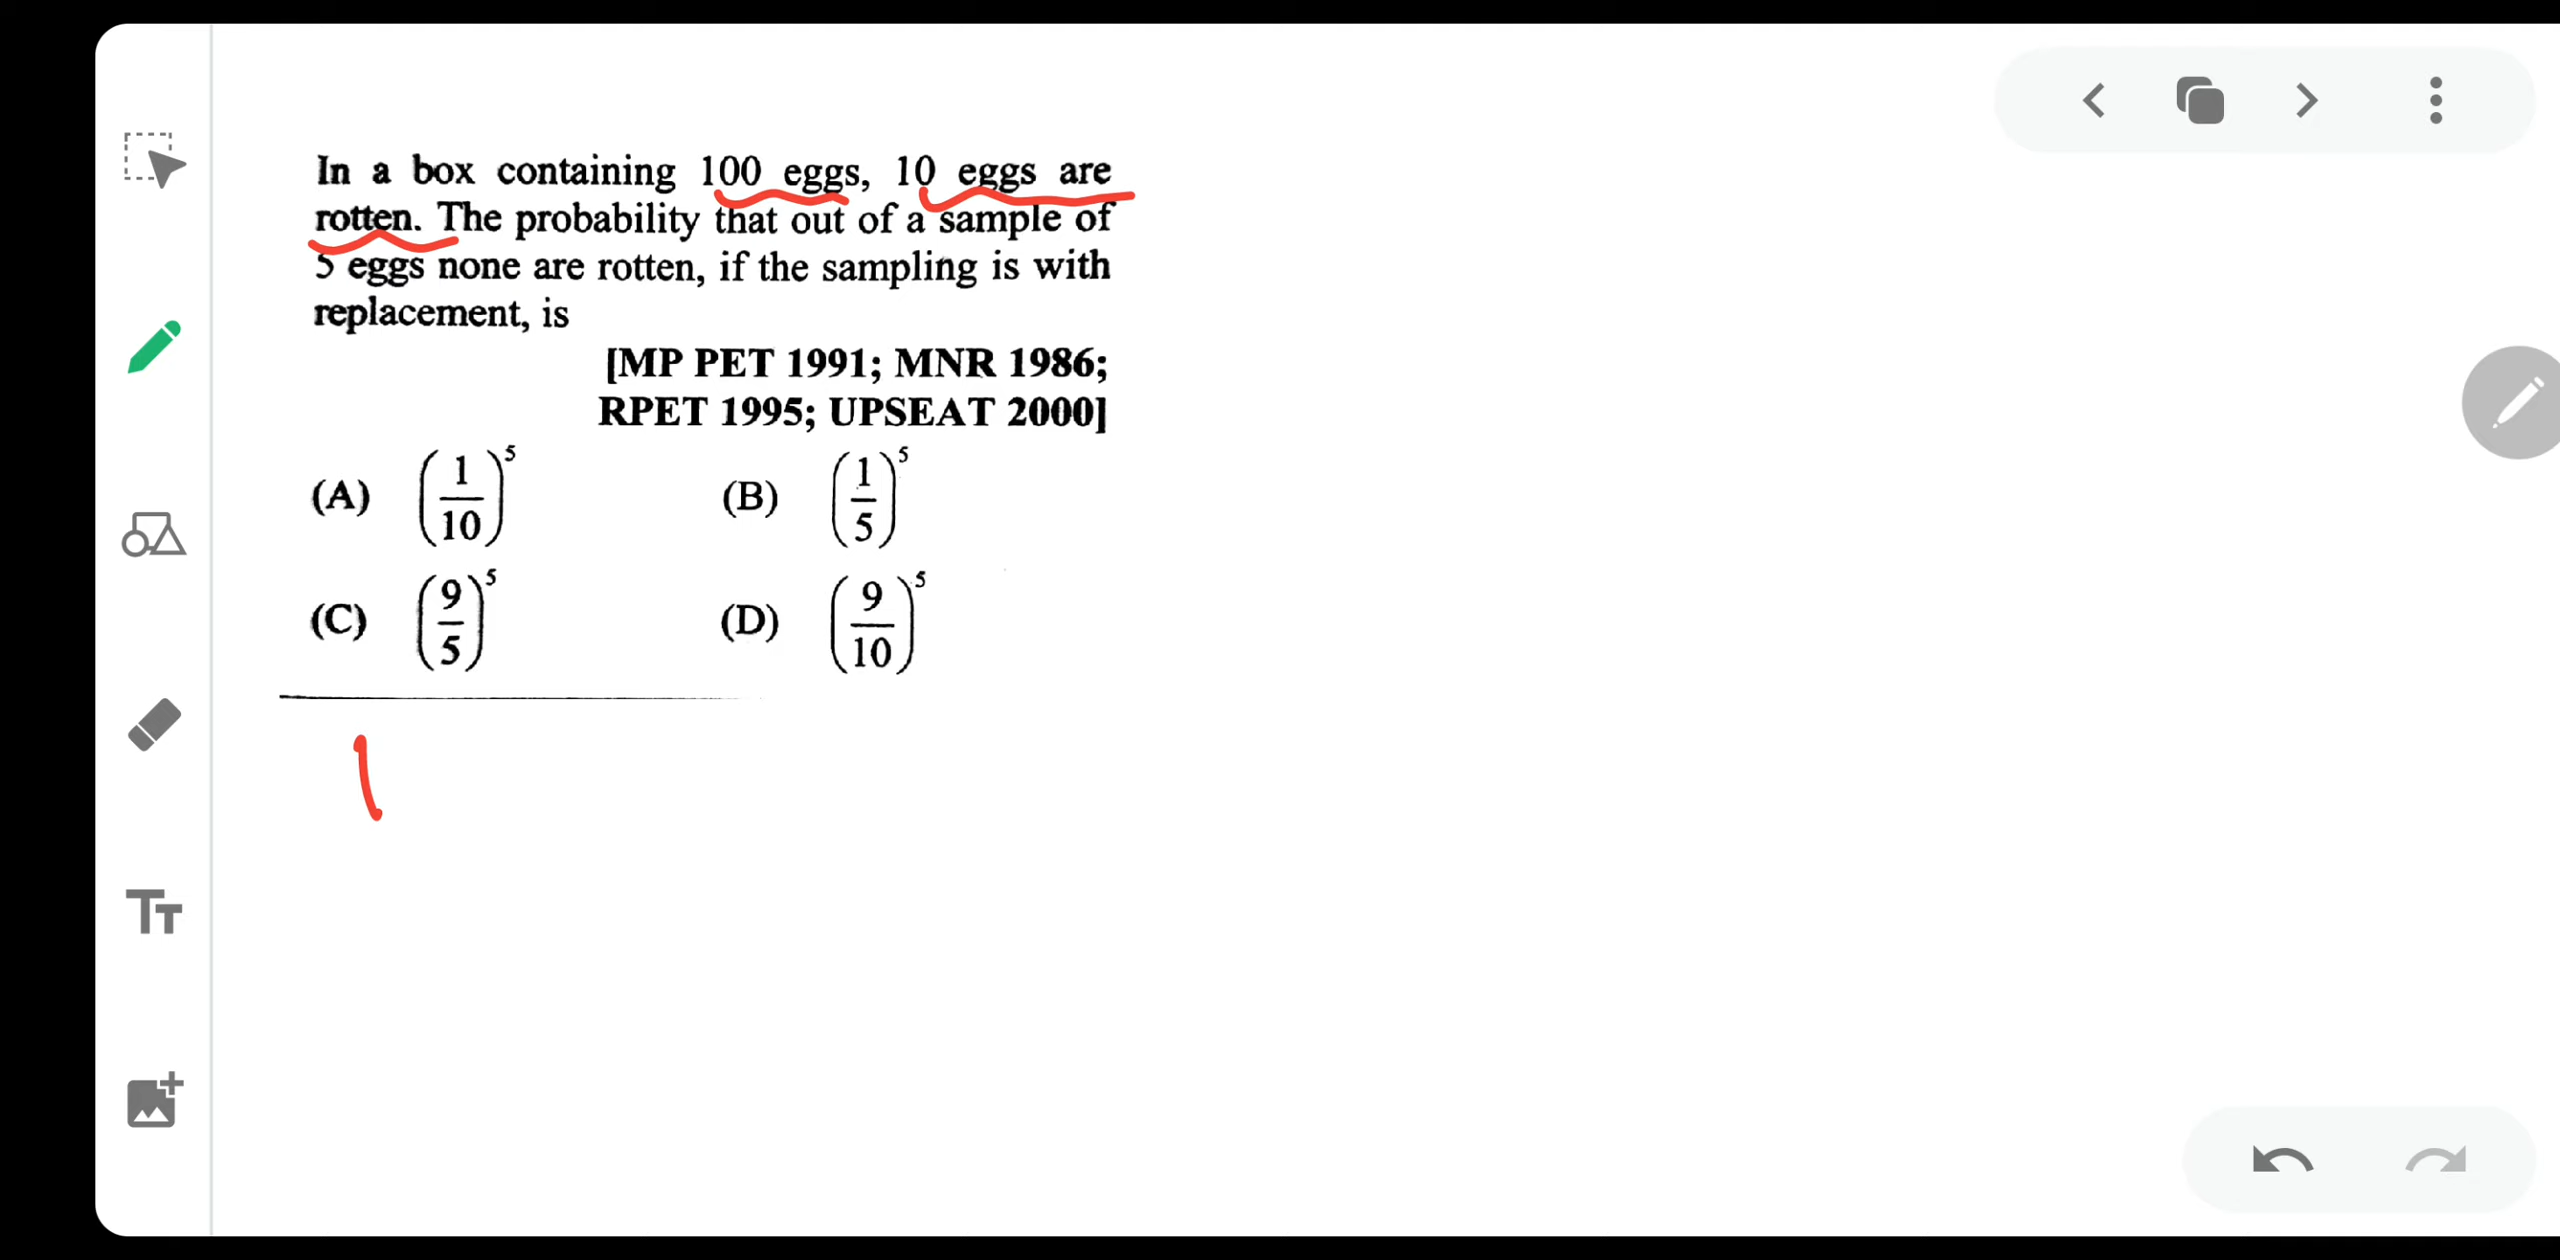 In a box containing 100 eggs, 10 eggs are
rotten. The probability that out of a sample of
5 eggs none are rotten, if the sampling is with
replacement, is
[MP PET 1991; MNR 1986;
RPET 1995; UPSEAT 2000]
(A) (1/10)^5 (B) (1/5)^5
(C) (9/5)^5 (D) (9/10)^5
Tт